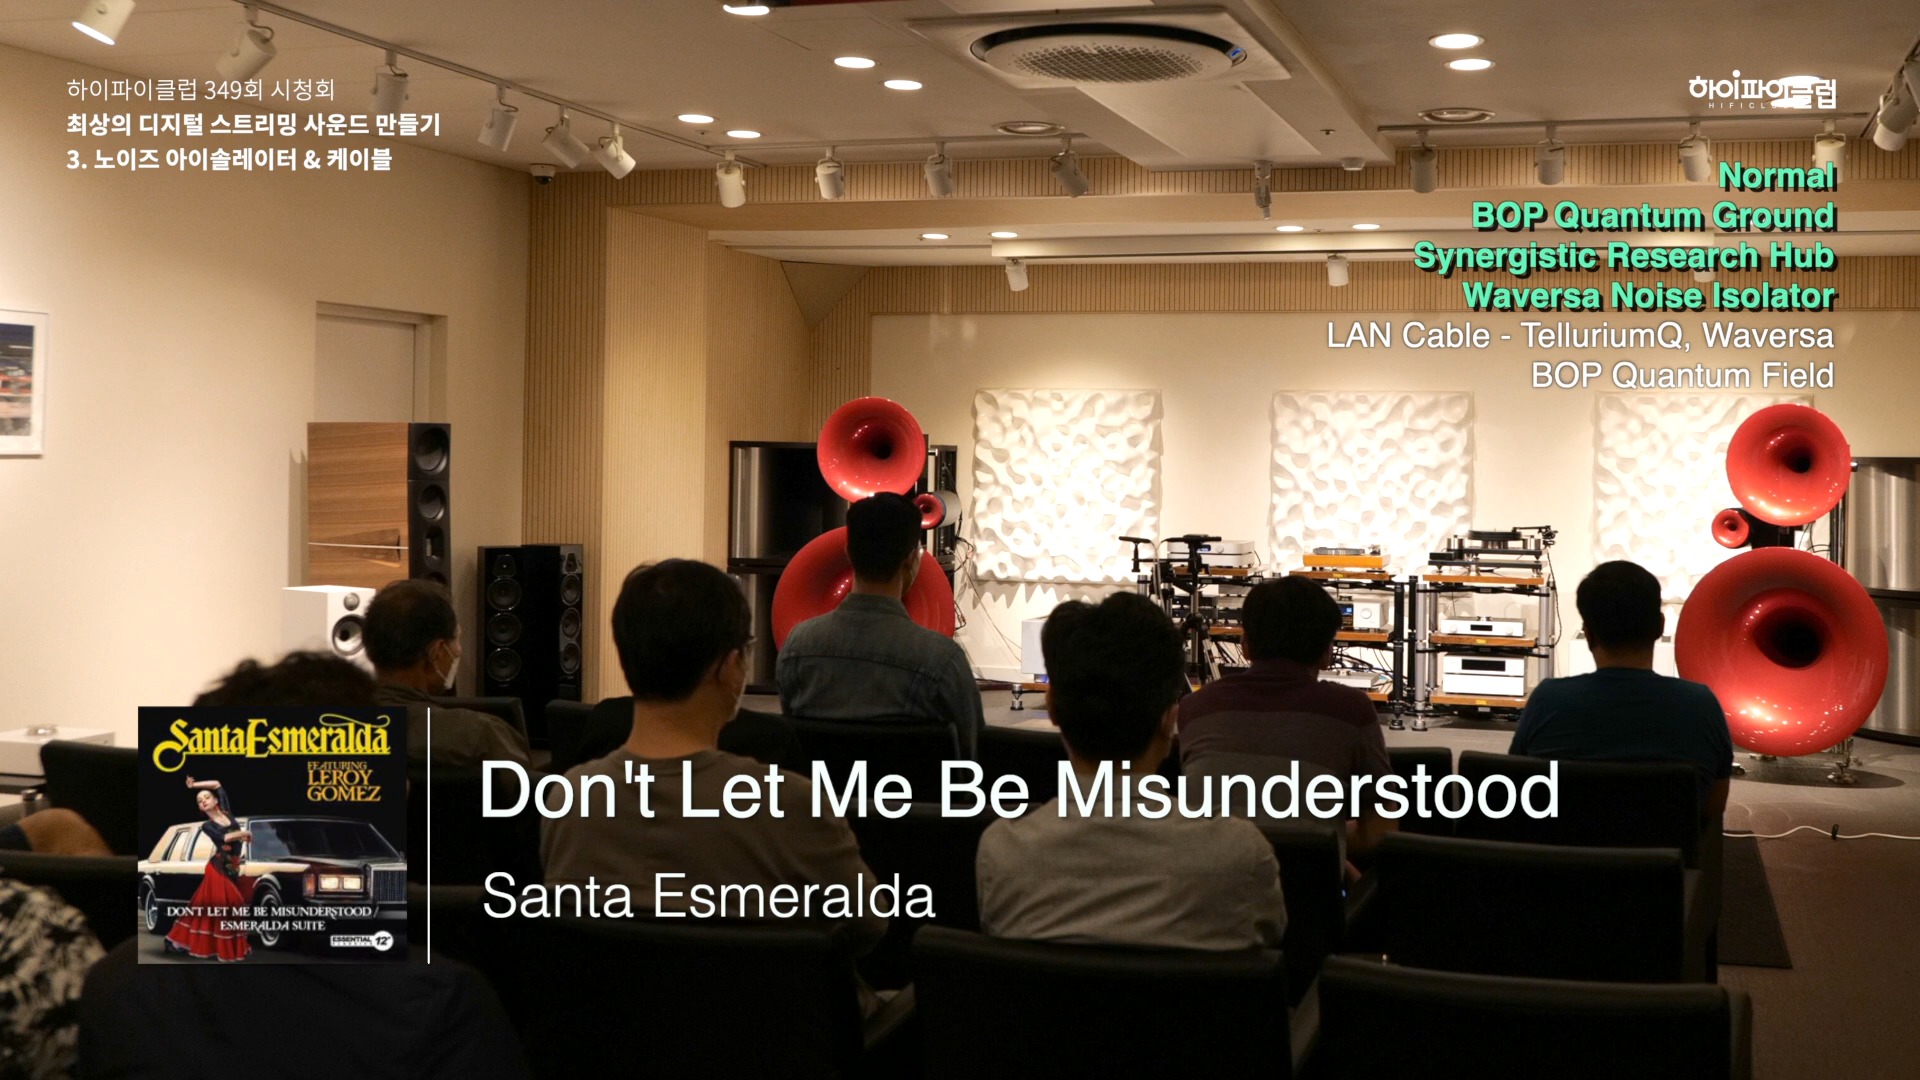 하이파이클럽 349회 시청회
최상의 디지털 스트리밍 사운드 만들기
3. 노이즈 아이솔레이터 & 케이블
하이파이클럽
Normal
BOP Quantum Ground
Synergistic Research Hub
Waversa Noise Isolator
LAN Cable - TelluriumQ, Waversa
BOP Quantum Field
Santa Esmeralda
FEATURING
LEROY
GOMEZ
DON'T LET ME BE MISUNDERSTOOD /
ESMERALDA SUITE
ESSENTIAL
12"
Don't Let Me Be Misunderstood
Santa Esmeralda